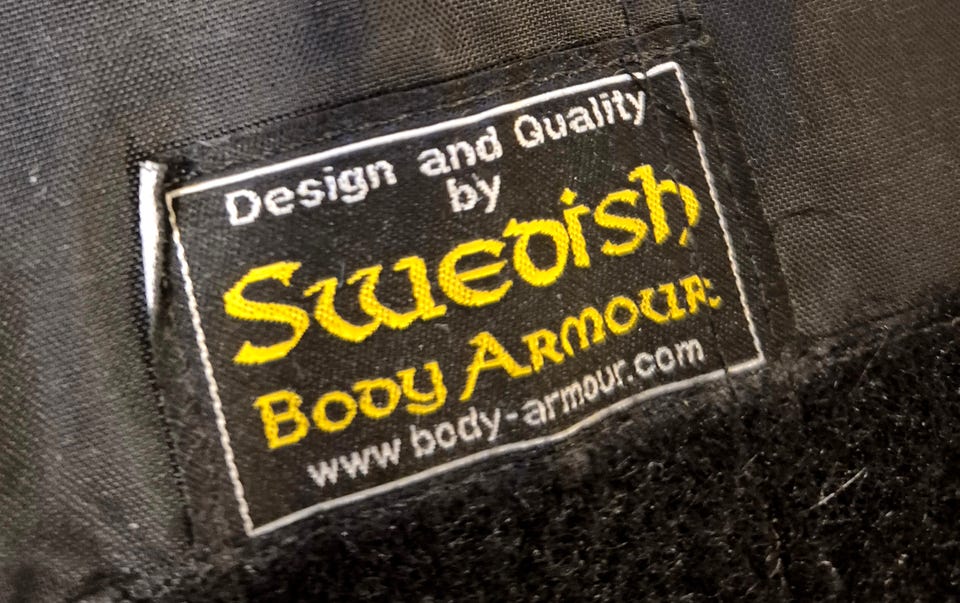 Design and Quality
by
Swedish
Body Armour
www.body-armour.com